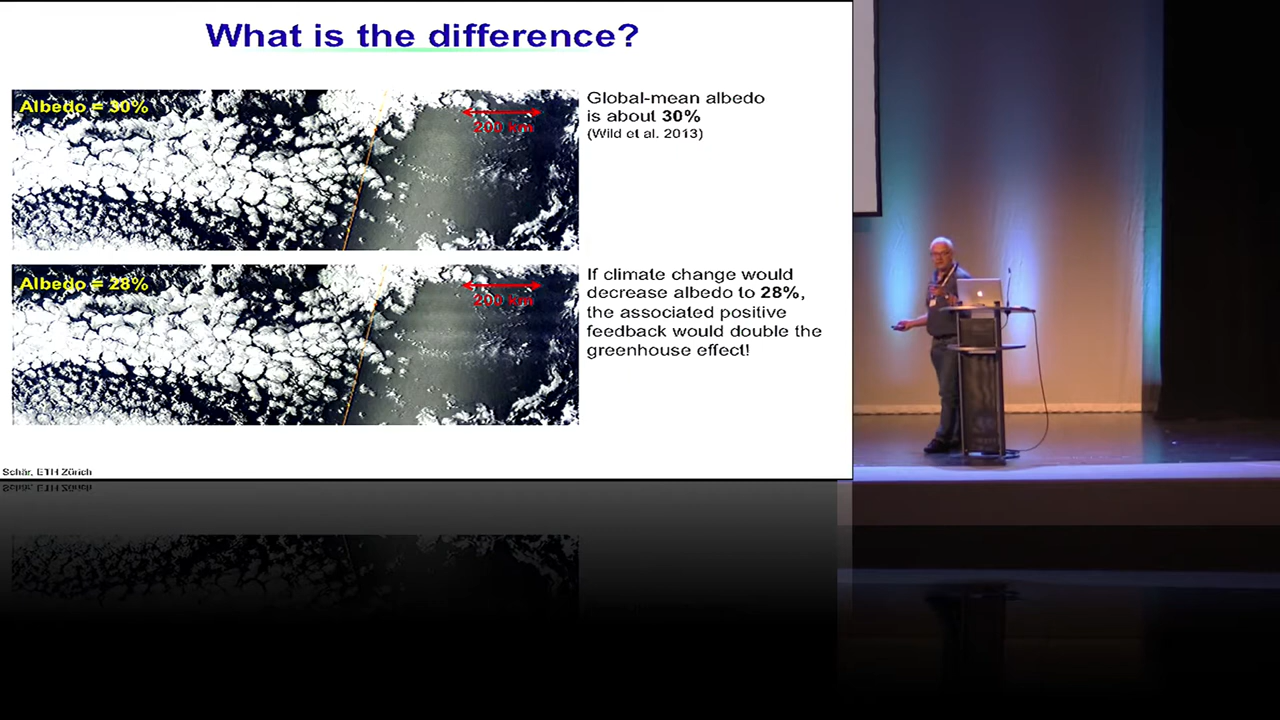 What is the difference?
Albedo = 30%
200 km
Global-mean albedo
is about 30%
(Wild et al. 2013)
Albedo = 28%
200 km
If climate change would
decrease albedo to 28%,
the associated positive
feedback would double the
greenhouse effect!
Schär, ETH Zürich